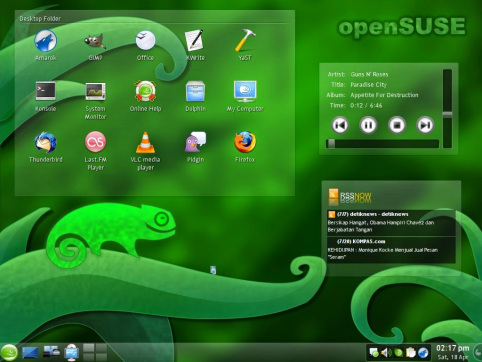 Desktop Folder
openSUSE
Amarok
GIMP
Office
KWrite
YaST
Konsole
System Monitor
Online Help
Dolphin
My Computer
Thunderbird
Last.FM Player
VLC media player
Pidgin
Firefox
Artist: Guns N' Roses
Title: Paradise City
Album: Appetite For Destruction
Time: 0:12 / 6:46
RSSNOW
(7/7) detiknews - detiknews
Bersikap Hangat, Obama Hampiri Chavez dan
Berjabatan Tangan
(7/20) KOMPAS.com
KEHIDUPAN : Monique Rocke Menjual Jual Pesan
"Seram"
02:17 pm
Sat, 18 Apr